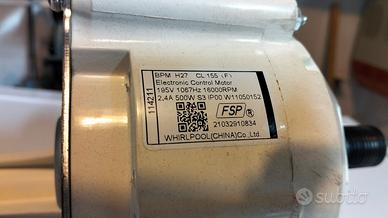 BPM H27 CL 155 (F)
Electronic Control Motor
195V 1067Hz 16000RPM
2.4A 500W S3 IP00 W11050152
114211
FSP ®
21032910834
WHIRLPOOL(CHINA)Co.,Ltd.
subito